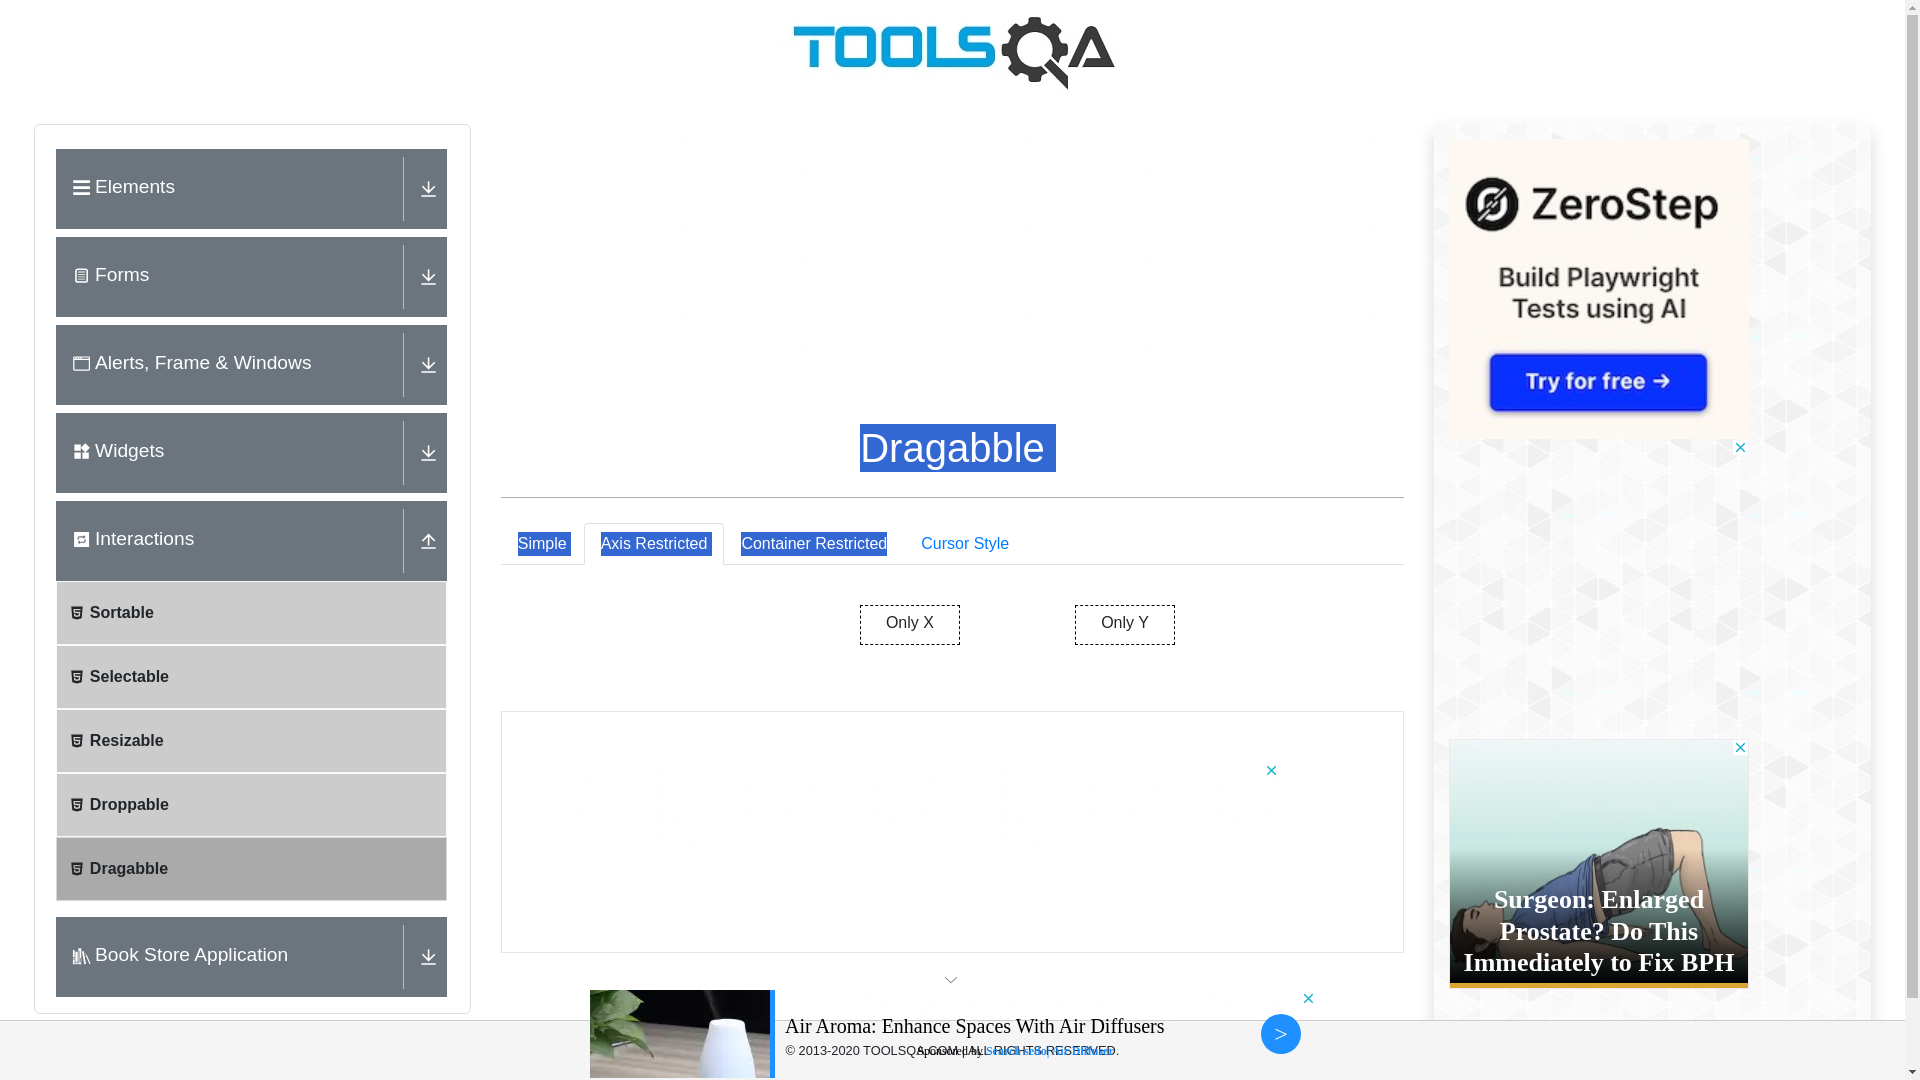 TOOLSQA
Elements
Forms
Alerts, Frame & Windows
Widgets
Interactions
Sortable
Selectable
Resizable
Droppable
Dragabble
Book Store Application
Dragabble
Simple
Axis Restricted
Container Restricted
Cursor Style
Only X
Only Y
ZeroStep
Build Playwright
Tests using AI
Try for free →
Surgeon: Enlarged
Prostate? Do This
Immediately to Fix BPH
Air Aroma: Enhance Spaces With Air Diffusers
>
© 2013-2020 TOOLSQA.COM | ALL RIGHTS RESERVED.
Sponsored by